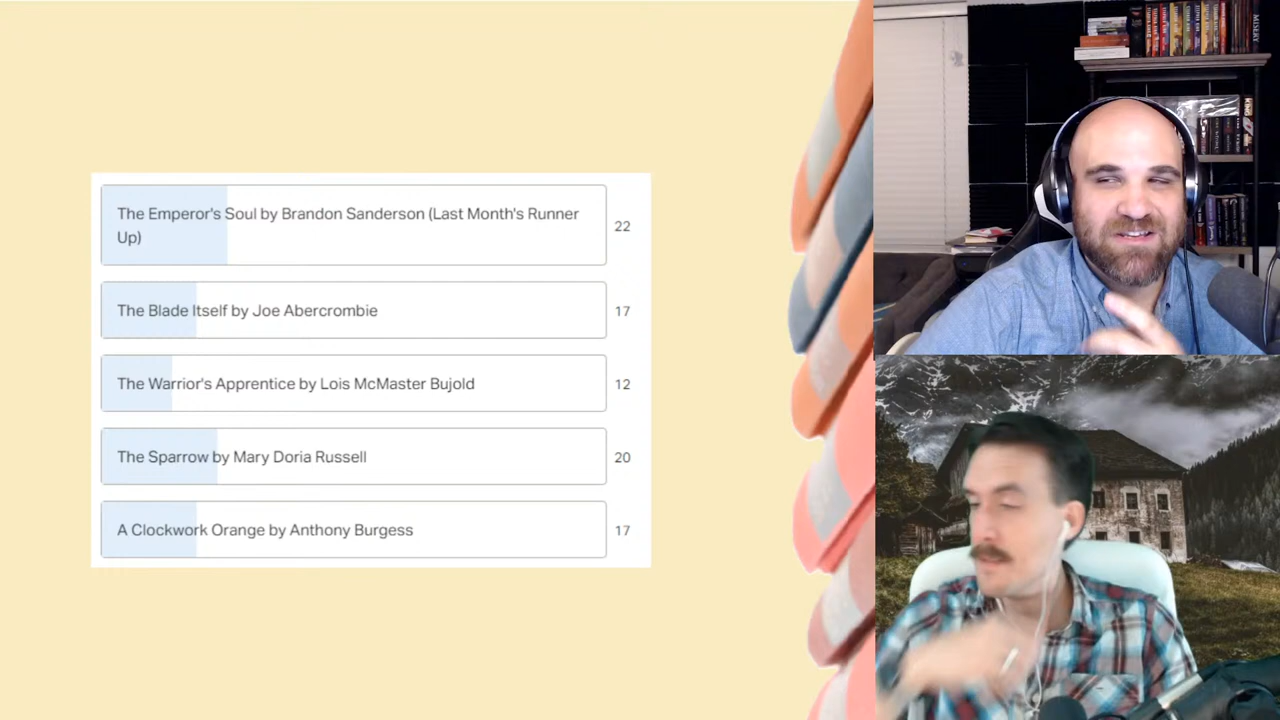 The Emperor's Soul by Brandon Sanderson (Last Month's Runner
Up)
22
The Blade Itself by Joe Abercrombie
17
The Warrior's Apprentice by Lois McMaster Bujold
12
The Sparrow by Mary Doria Russell
20
A Clockwork Orange by Anthony Burgess
17
MISERY
KING